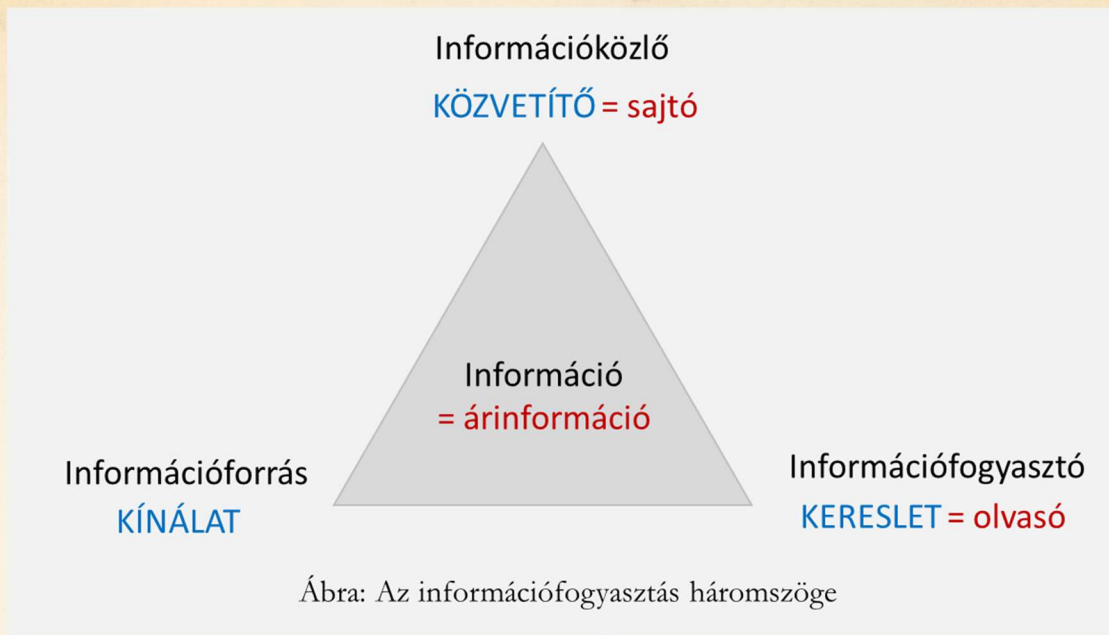 Információközlő
KÖZVETÍTŐ = sajtó
Információ
= árinformáció
Információforrás
KÍNÁLAT
Információfogyasztó
KERESLET = olvasó
Ábra: Az információfogyasztás háromszöge